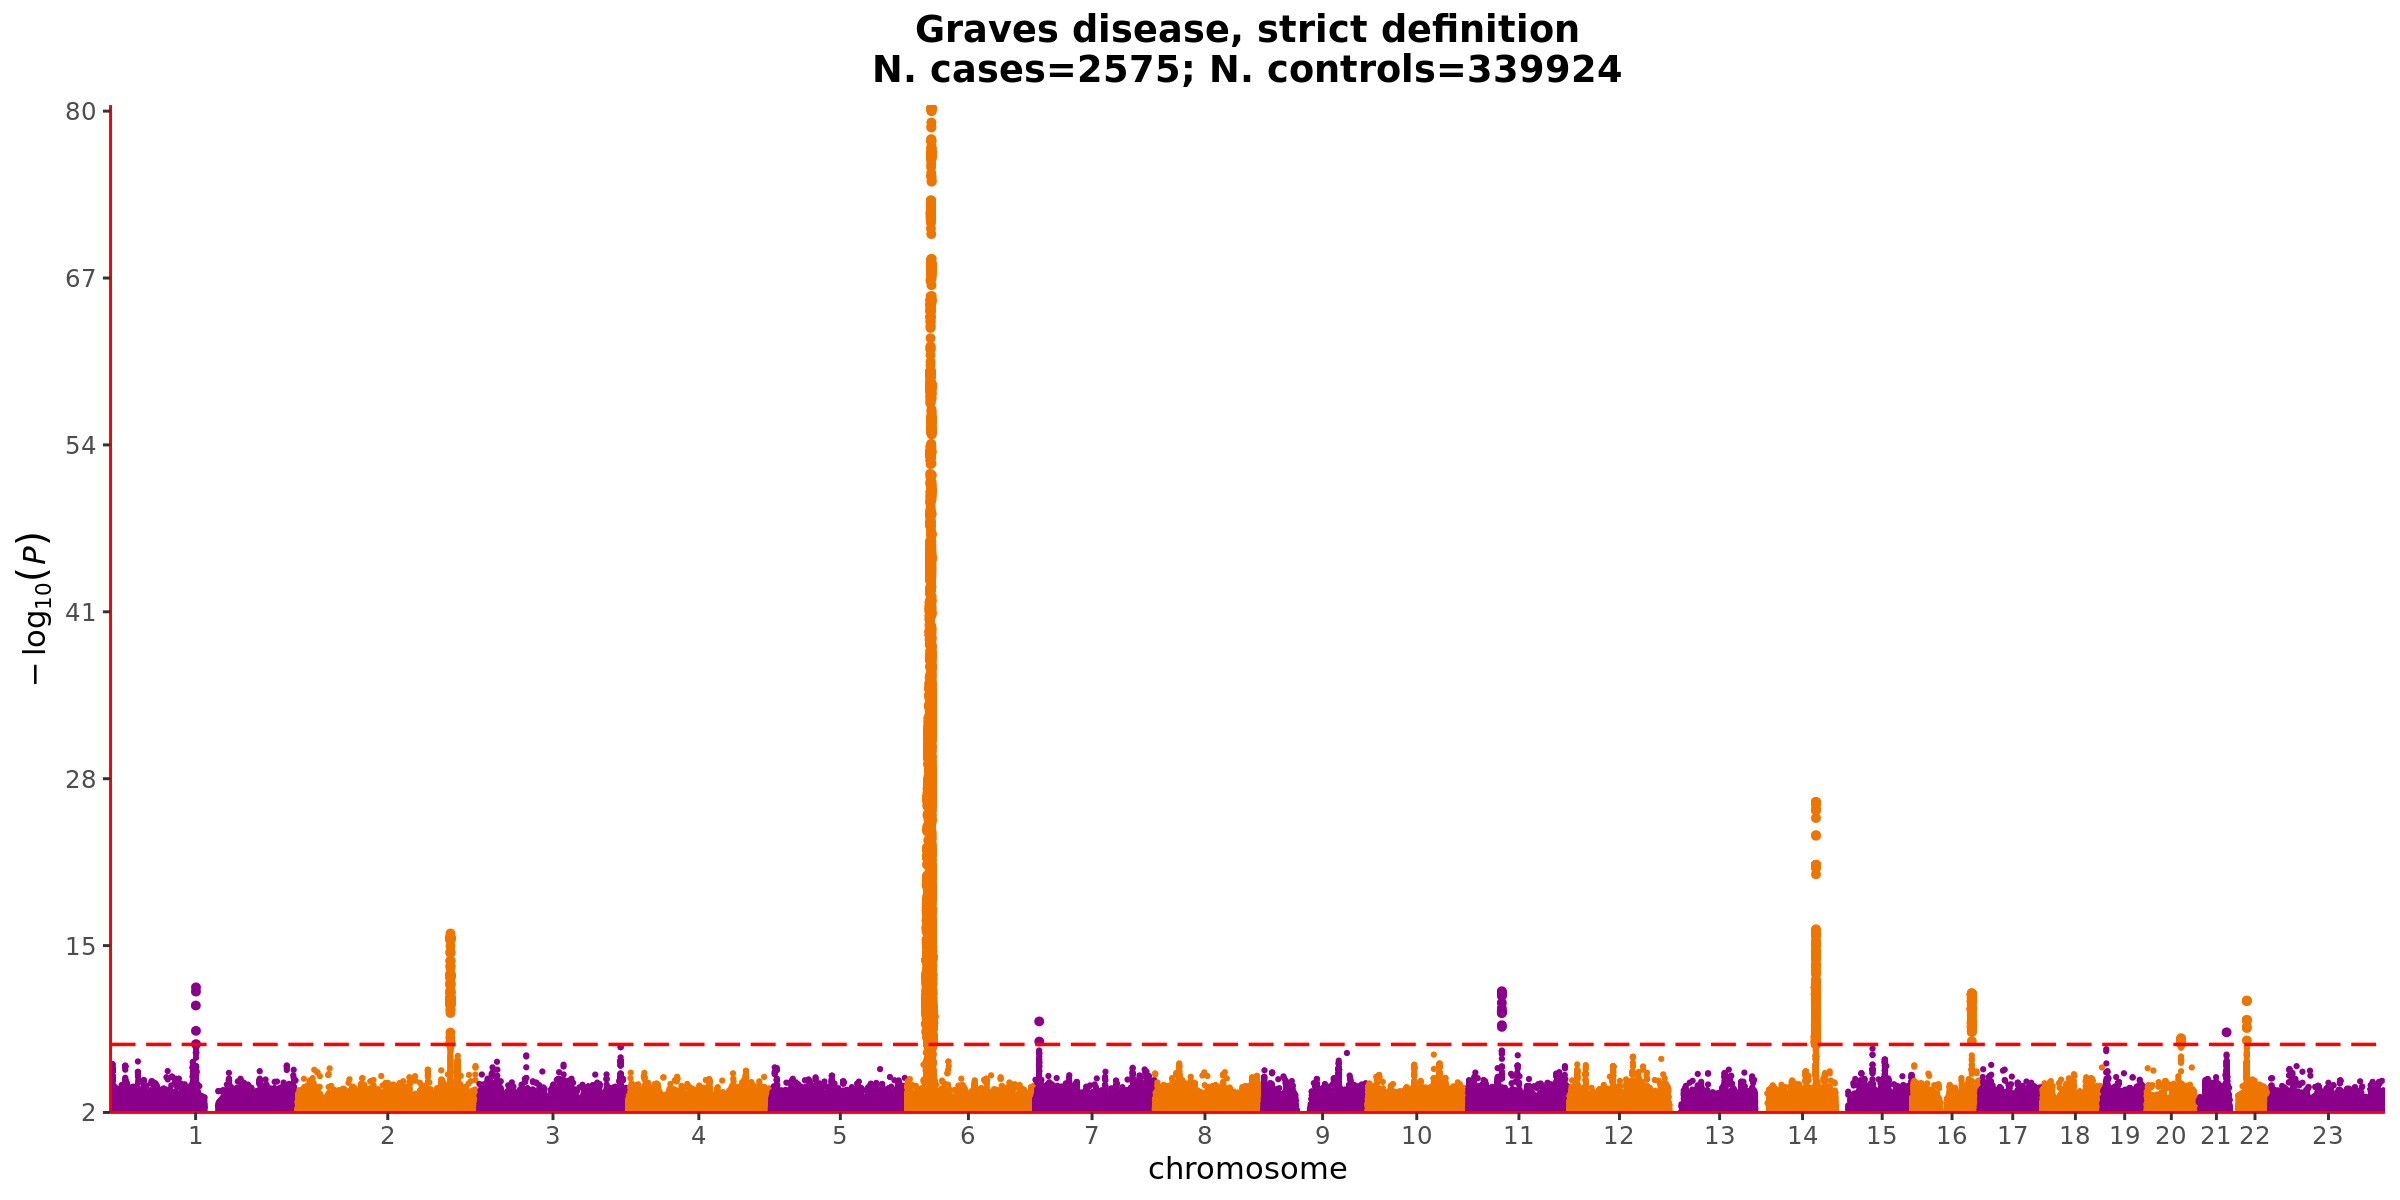 Graves disease, strict definition
N. cases=2575; N. controls=339924
80
67
54
41
28
15
2
−log10(P)
1 2 3 4 5 6 7 8 9 10 11 12 13 14 15 16 17 18 19 20 21 22 23
chromosome